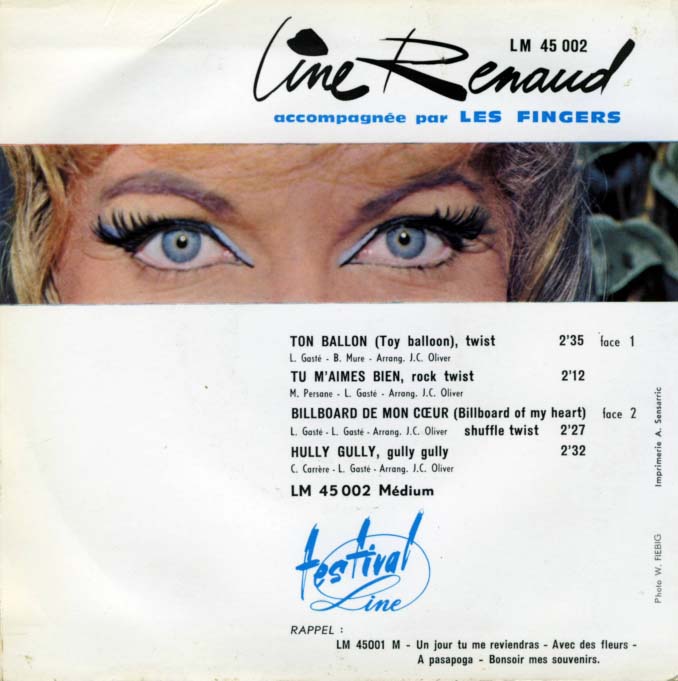 LM 45 002
Line Renaud
accompagnée par LES FINGERS
TON BALLON (Toy balloon), twist 2'35 face 1
L. Gasté - B. Mure - Arrang. J.C. Oliver
TU M'AIMES BIEN, rock twist 2'12
M. Persane - L. Gasté - Arrang. J.C. Oliver
BILLBOARD DE MON CŒUR (Billboard of my heart) face 2
L. Gasté - L. Gasté - Arrang. J.C. Oliver shuffle twist 2'27
HULLY GULLY, gully gully 2'32
C. Carrère - L. Gasté - Arrang. J.C. Oliver
LM 45 002 Médium
festival
Line
RAPPEL :
LM 45001 M - Un jour tu me reviendras - Avec des fleurs -
A pasapoga - Bonsoir mes souvenirs.
Imprimerie A. Sensarric
Photo W. FIEBIG